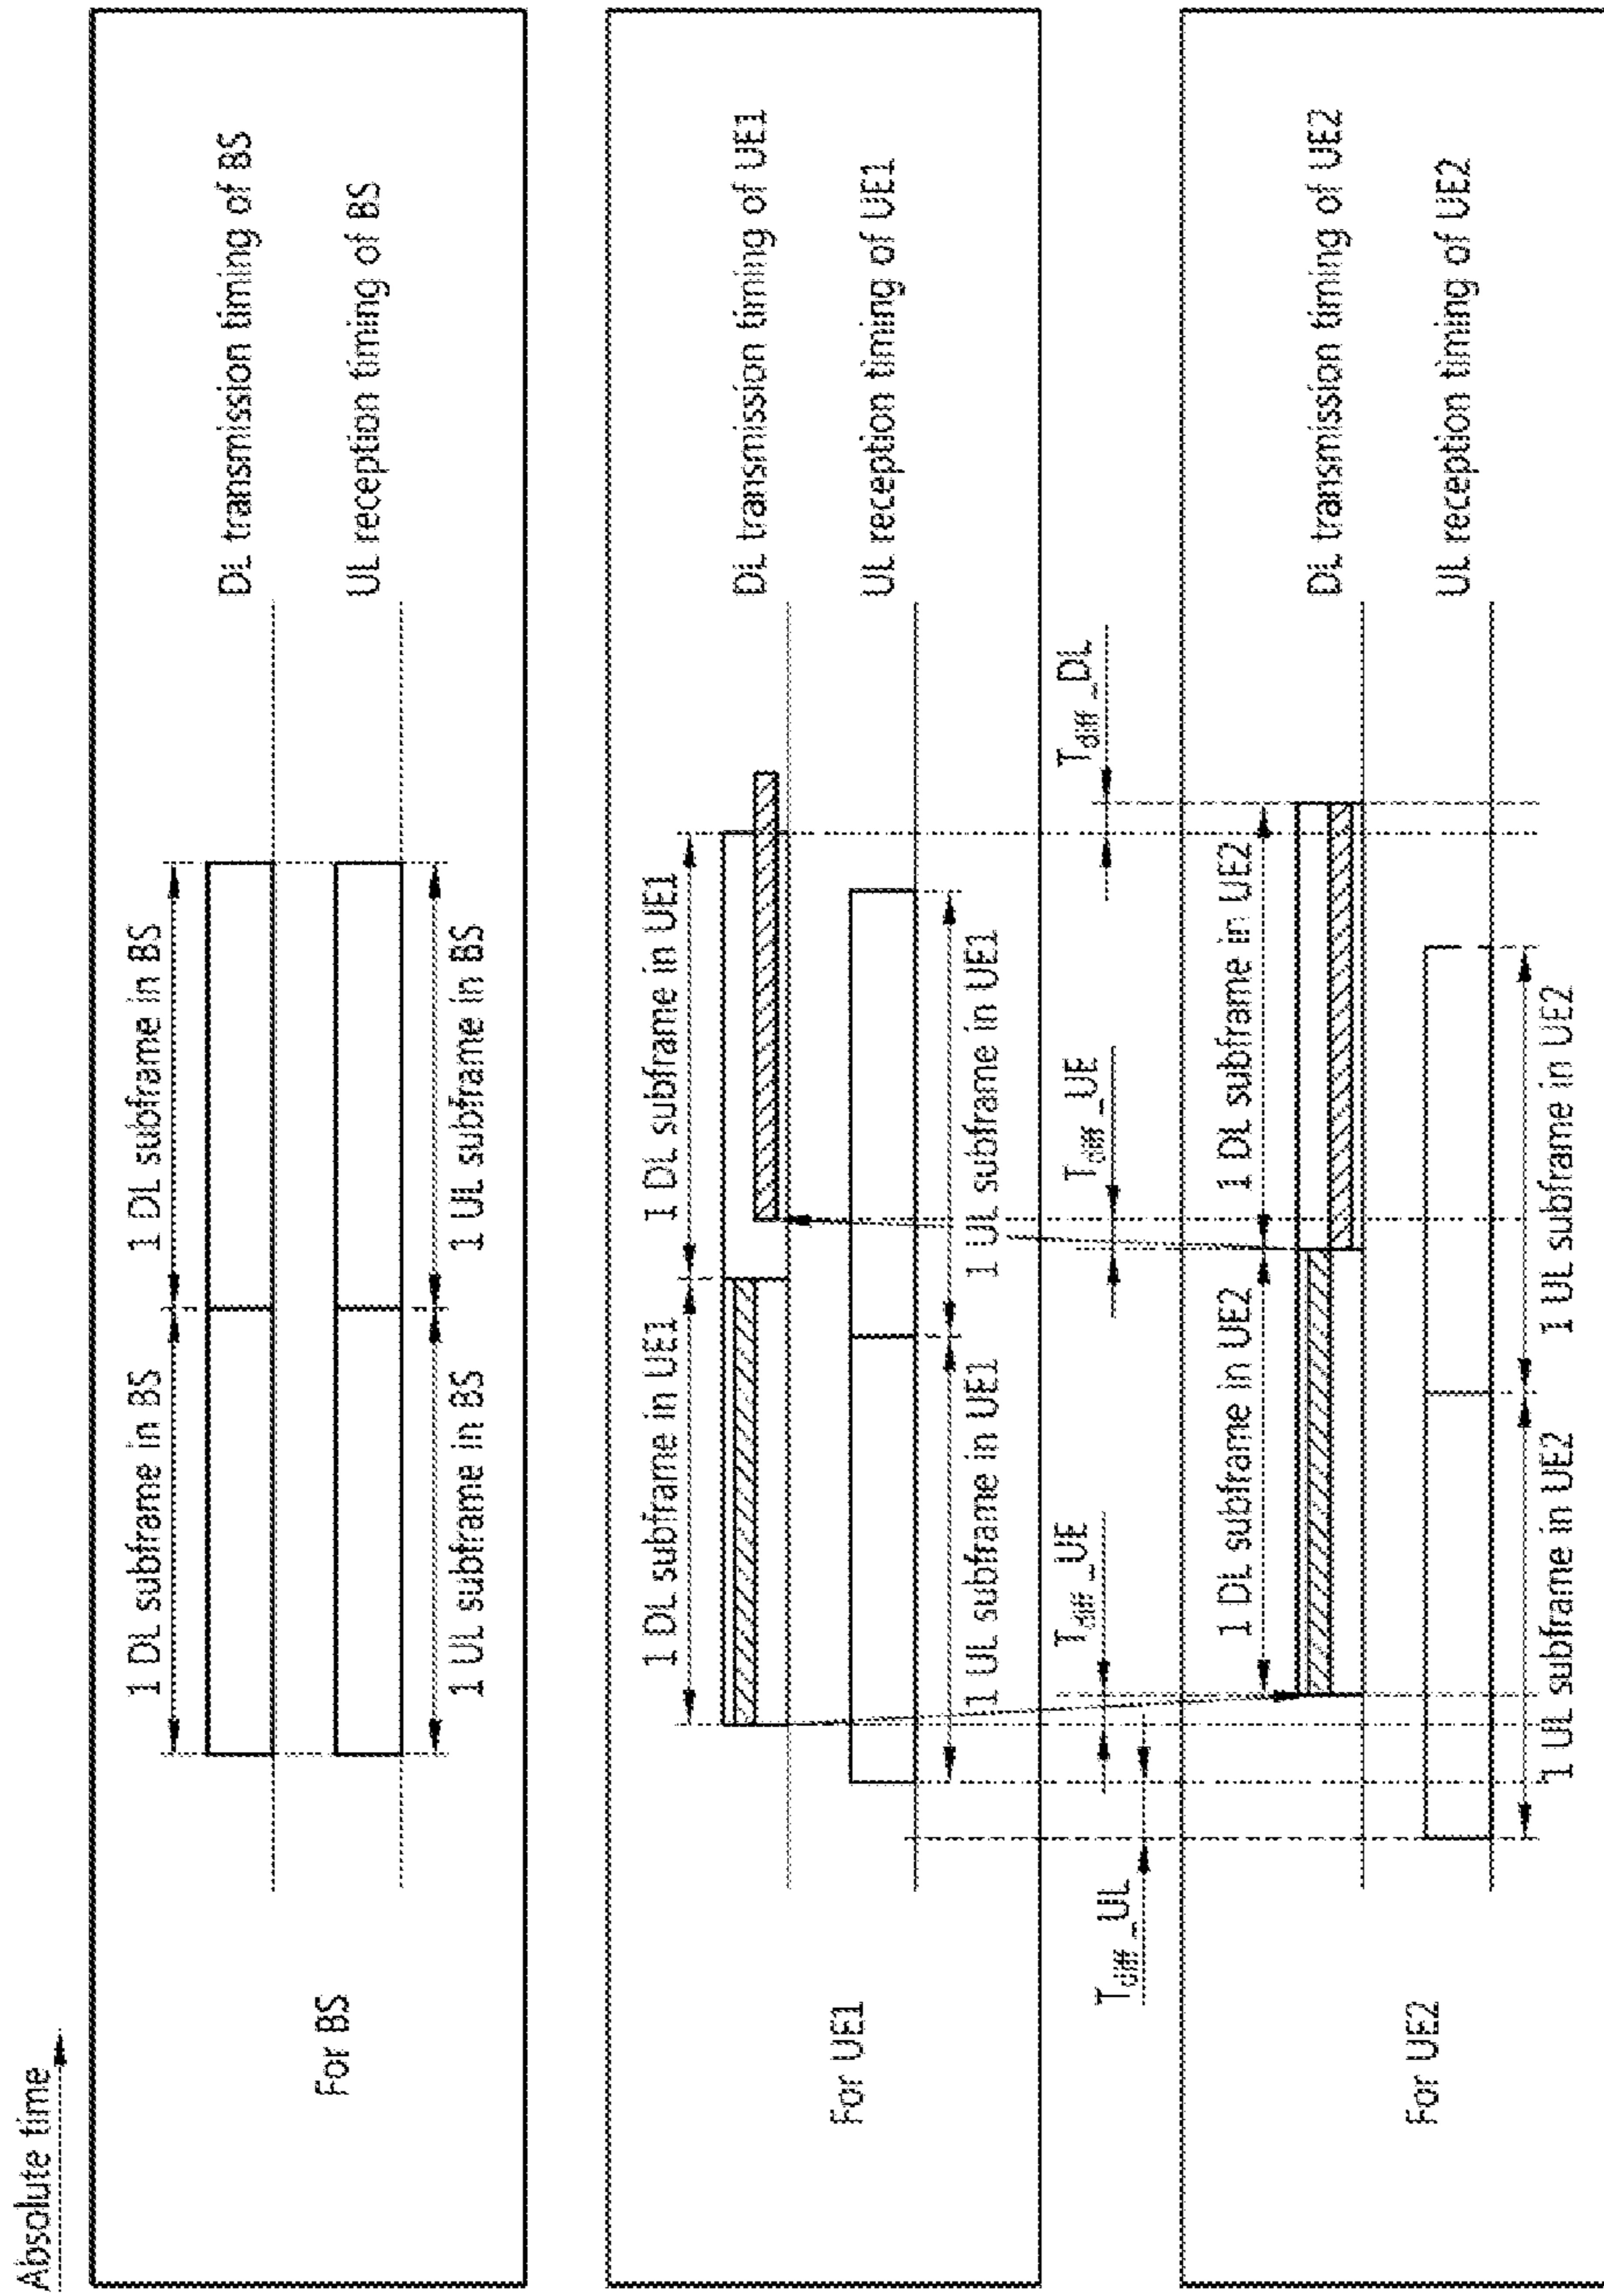 Absolute time
For BS
1 DL subframe in BS
1 DL subframe in BS
DL transmission timing of BS
UL reception timing of BS
1 UL subframe in BS
1 UL subframe in BS
For UE1
1 DL subframe in UE1
1 DL subframe in UE1
DL transmission timing of UE1
UL reception timing of UE1
1 UL subframe in UE1
1 UL subframe in UE1
Tdiff_UL
Tdiff_UE
Tdiff_UE
Tdiff_DL
For UE2
1 DL subframe in UE2
1 DL subframe in UE2
DL transmission timing of UE2
UL reception timing of UE2
1 UL subframe in UE2
1 UL subframe in UE2